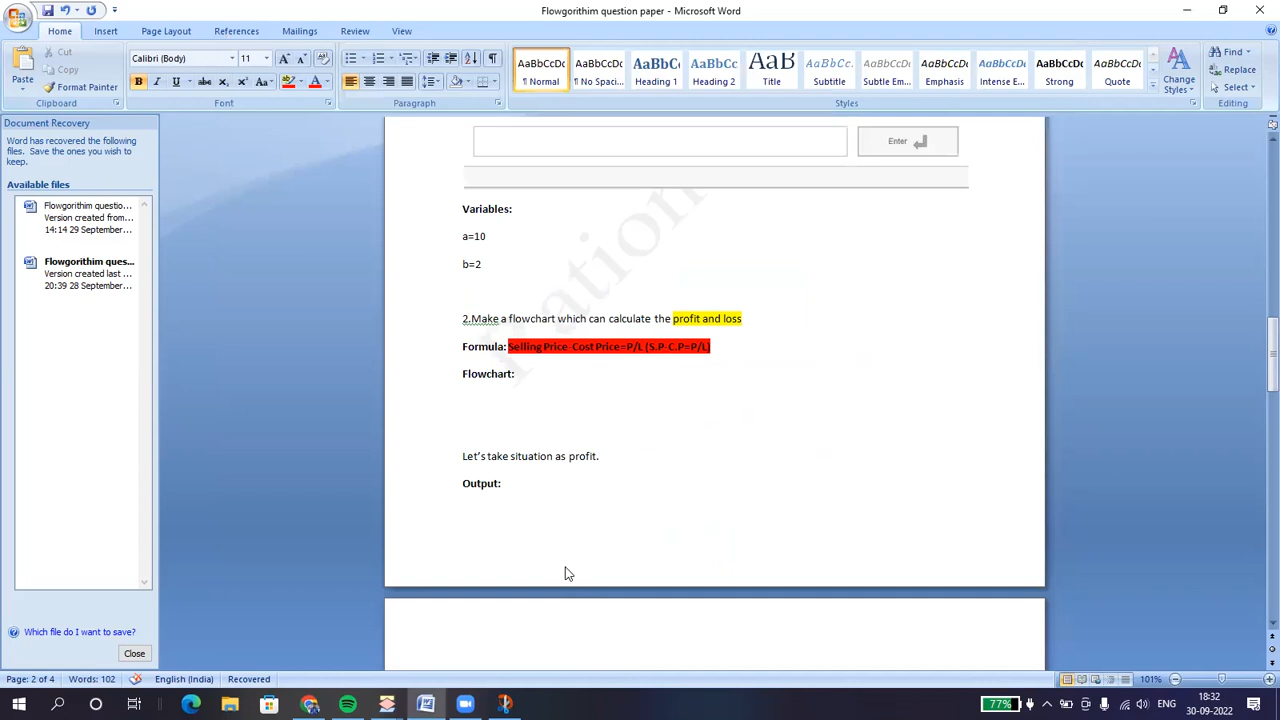 Flowgorithim question paper - Microsoft Word
Home Insert Page Layout References Mailings Review View
Paste
Cut
Copy
Format Painter
Clipboard
Calibri (Body) 11
Font
Paragraph
AaBbCcDc AaBbCcDc AaBbC AaBbCc AaB AaBbCc. AaBbCcDc AaBbCcDc AaBbCcDc AaBbCcDc AaBbCcDc
¶ Normal ¶ No Spaci... Heading 1 Heading 2 Title Subtitle Subtle Em... Emphasis Intense E... Strong Quote
Styles
Change Styles
Find
Replace
Select
Editing
Document Recovery
Word has recovered the following
files. Save the ones you wish to
keep.
Available files
Flowgorithim questio...
Version created from...
14:14 29 September...
Flowgorithim ques...
Version created last ...
20:39 28 September...
Which file do I want to save?
Close
Enter
Variables:
a=10
b=2
2.Make a flowchart which can calculate the profit and loss
Formula: Selling Price-Cost Price=P/L (S.P-C.P=P/L)
Flowchart:
Let’s take situation as profit.
Output:
Page: 2 of 4 Words: 102 English (India) Recovered 101%
77% ENG 18:32
30-09-2022